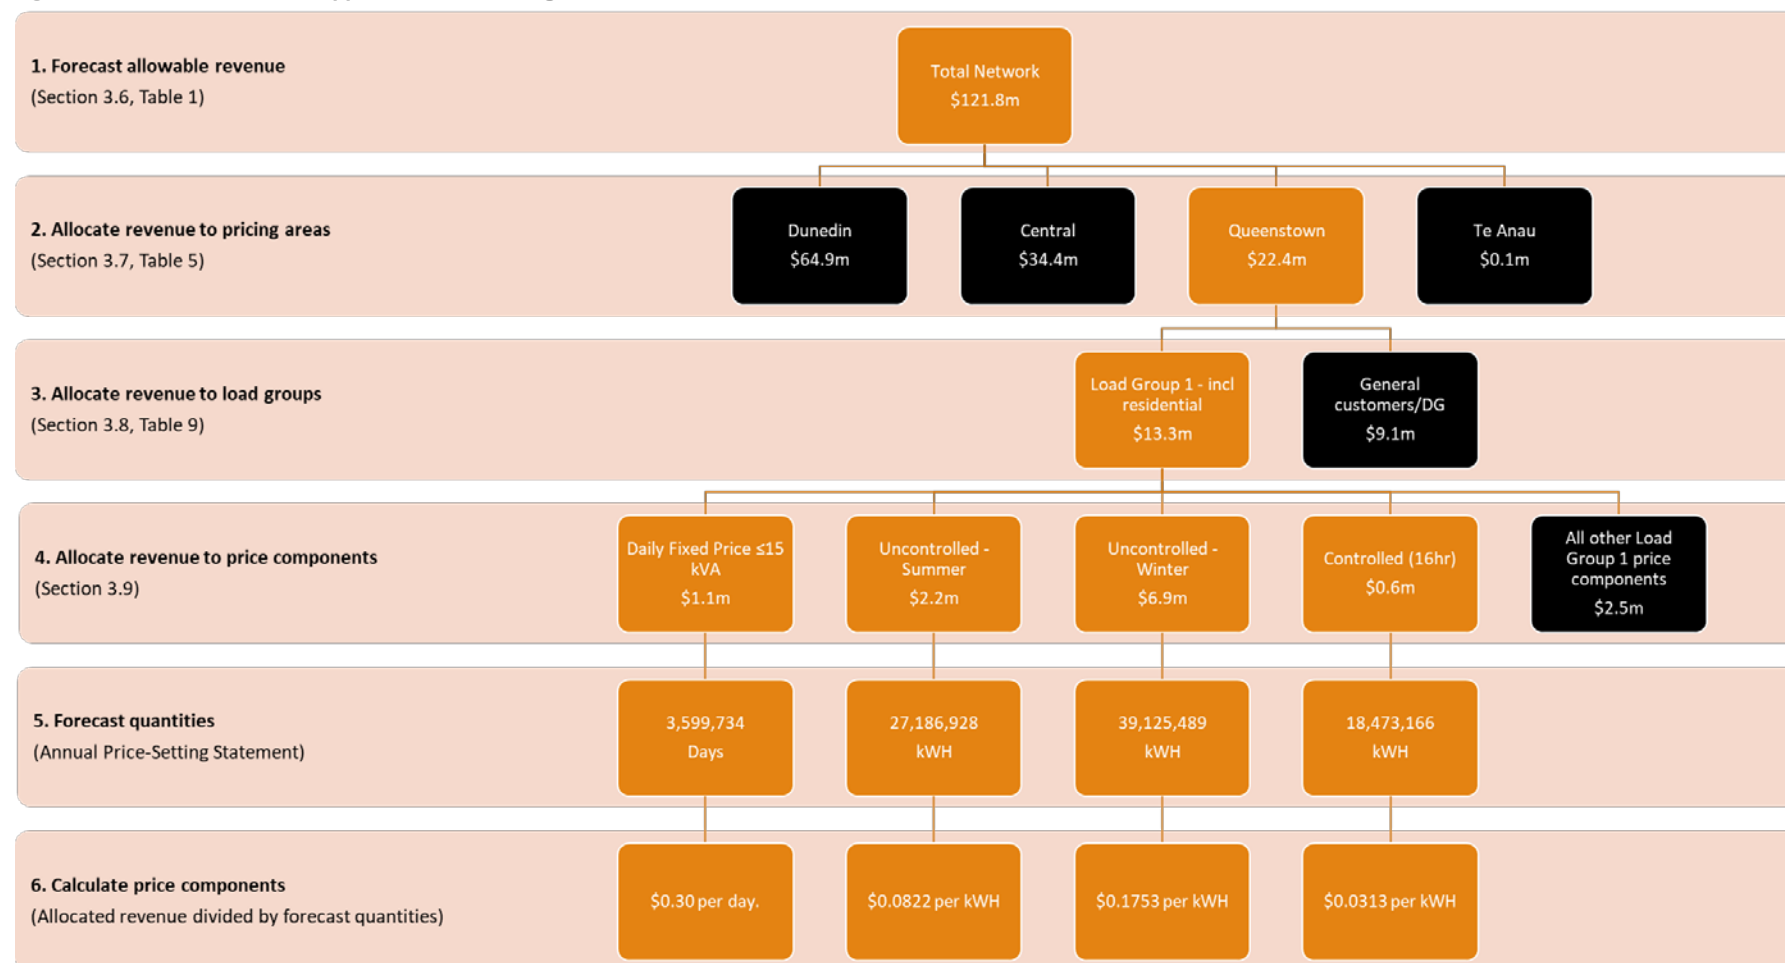 1. Forecast allowable revenue
(Section 3.6, Table 1)
Total Network
$121.8m
2. Allocate revenue to pricing areas
(Section 3.7, Table 5)
Dunedin
$64.9m
Central
$34.4m
Queenstown
$22.4m
Te Anau
$0.1m
3. Allocate revenue to load groups
(Section 3.8, Table 9)
Load Group 1 - incl
residential
$13.3m
General
customers/DG
$9.1m
4. Allocate revenue to price components
(Section 3.9)
Daily Fixed Price ≤15
kVA
$1.1m
Uncontrolled -
Summer
$2.2m
Uncontrolled -
Winter
$6.9m
Controlled (16hr)
$0.6m
All other Load
Group 1 price
components
$2.5m
5. Forecast quantities
(Annual Price-Setting Statement)
3,599,734
Days
27,186,928
kWH
39,125,489
kWH
18,473,166
kWH
6. Calculate price components
(Allocated revenue divided by forecast quantities)
$0.30 per day.
$0.0822 per kWH
$0.1753 per kWH
$0.0313 per kWH